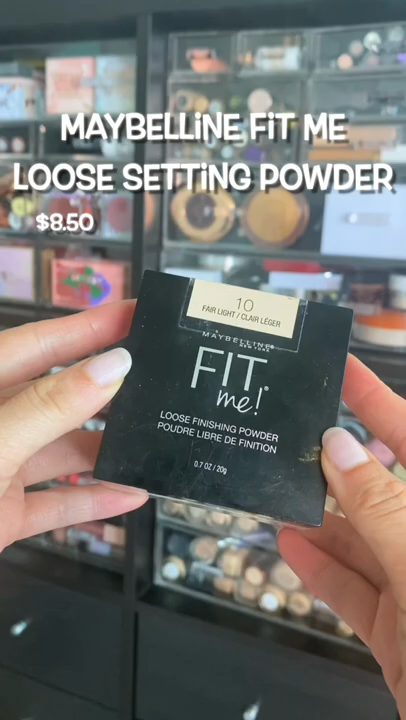 MAYBELLiNE FiT ME
LOOSE SETTiNG POWDER
$8.50
10
FAIR LIGHT / CLAIR LÉGER
MAYBELLINE®
NEW YORK
FIT
me!®
LOOSE FINISHING POWDER
POUDRE LIBRE DE FINITION
0.7 OZ / 20g